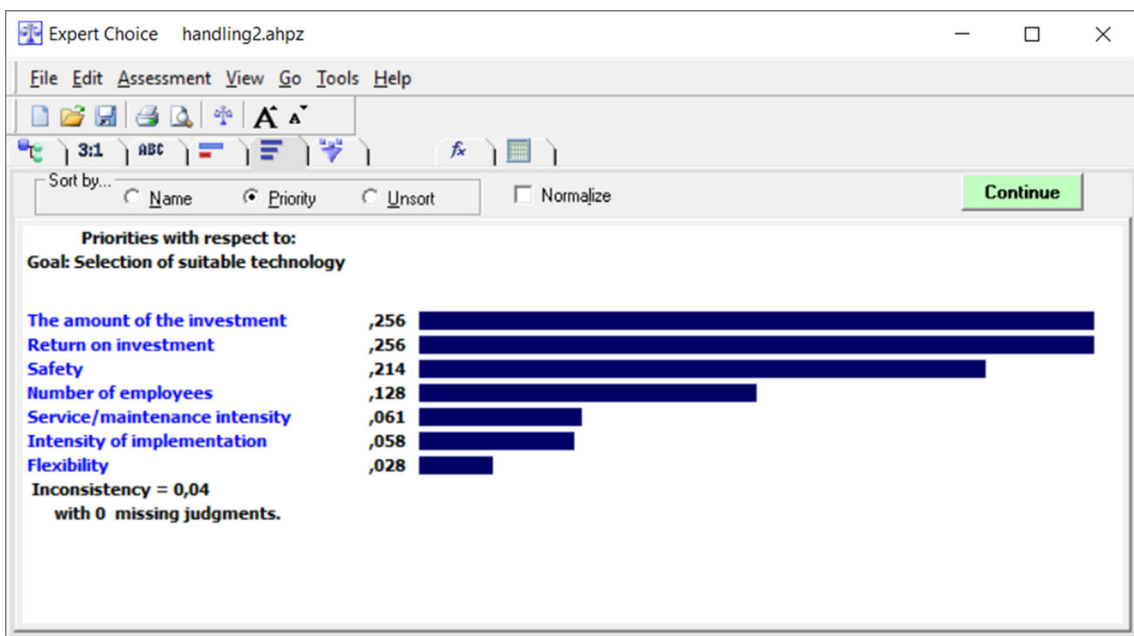 Expert Choice handling2.ahpz
File Edit Assessment View Go Tools Help
A A
3:1 ABC fx
Sort by... Name Priority Unsort Normalize Continue
Priorities with respect to:
Goal: Selection of suitable technology
The amount of the investment ,256
Return on investment ,256
Safety ,214
Number of employees ,128
Service/maintenance intensity ,061
Intensity of implementation ,058
Flexibility ,028
Inconsistency = 0,04
with 0 missing judgments.